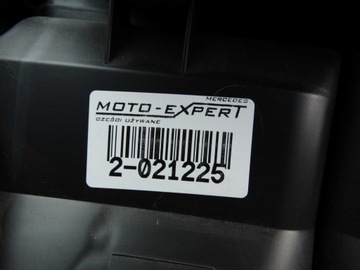 MERCEDES
MOTO-EXPERT
CZĘŚCI UŻYWANE
2-021225